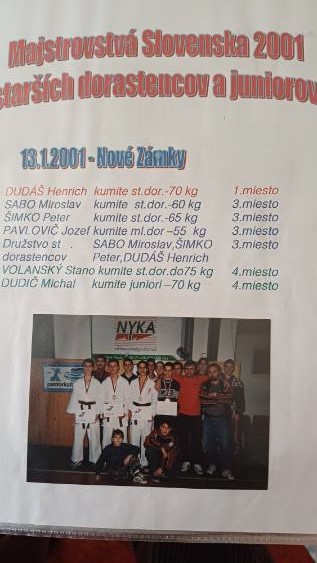 Majstrovstvá Slovenska 2001
starších dorastencov a juniorov
13.1.2001 - Nové Zámky
DUDÁŠ Henrich kumite st.dor.-70 kg 1.miesto
SABO Miroslav kumite st.dor.-60 kg 3.miesto
ŠIMKO Peter kumite st.dor.-65 kg 3.miesto
PAVLOVIČ Jozef kumite ml.dor –55 kg 3.miesto
Družstvo st . SABO Miroslav,ŠIMKO 3.miesto
dorastencov Peter,DUDÁŠ Henrich
VOLANSKÝ Stano kumite st.dor.do75 kg 4.miesto
DUDIČ Michal kumite juniori –70 kg 4.miesto
NYKA